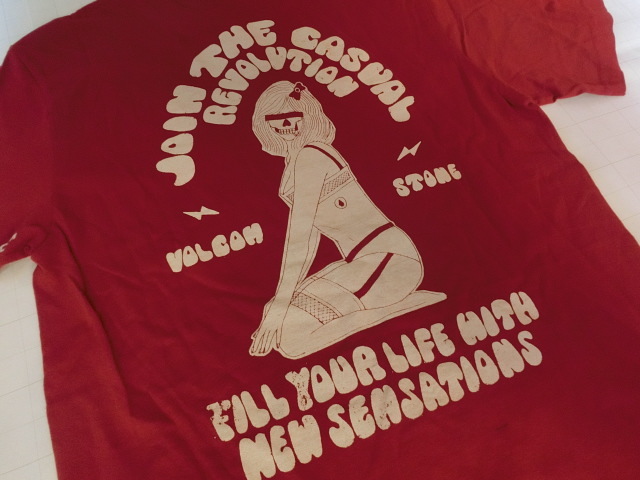 JOIN THE CASUAL
REVOLUTION
VOLCOM
STONE
FILL YOUR LIFE WITH
NEW SENSATIONS